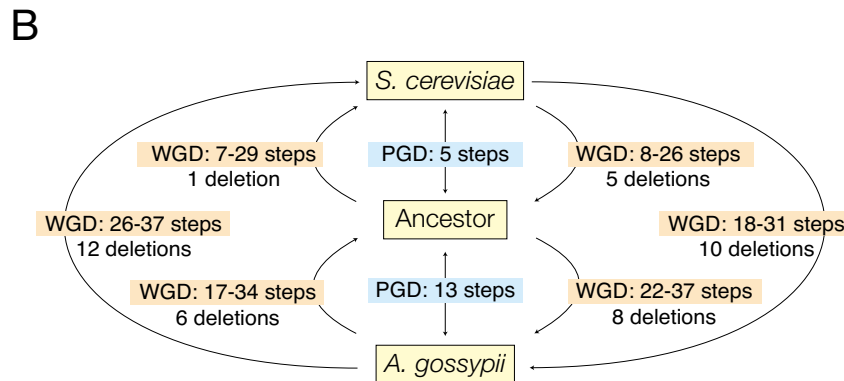 B
S. cerevisiae
WGD: 7-29 steps
1 deletion
PGD: 5 steps
WGD: 8-26 steps
5 deletions
WGD: 26-37 steps
12 deletions
Ancestor
WGD: 18-31 steps
10 deletions
WGD: 17-34 steps
6 deletions
PGD: 13 steps
WGD: 22-37 steps
8 deletions
A. gossypii